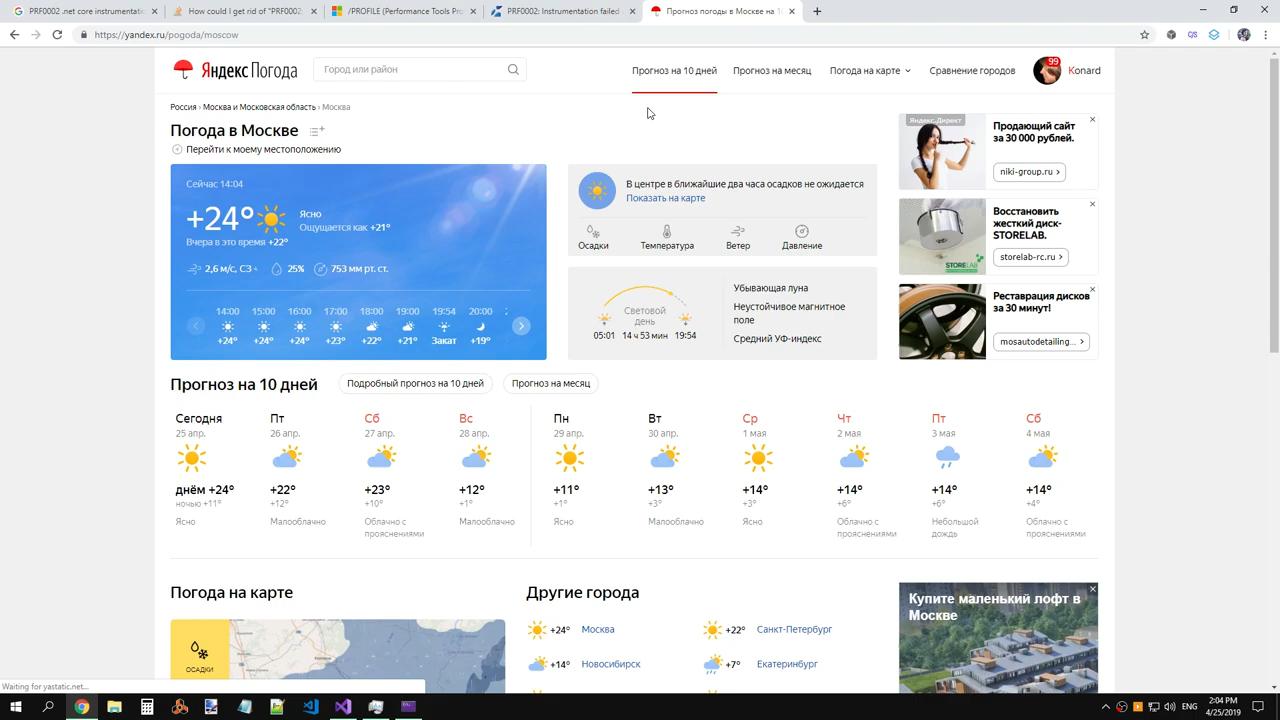 PRF0002 .net core instrumentatic
How could I get rid of "PRF0002.
/PROFILE (Performance Tools Pro
PRF0002: Instrumentation failed
Прогноз погоды в Москве на 10
https://yandex.ru/pogoda/moscow
Яндекс Погода
Город или район
Прогноз на 10 дней
Прогноз на месяц
Погода на карте
Сравнение городов
99
Konard
Россия › Москва и Московская область › Москва
Погода в Москве
Перейти к моему местоположению
Сейчас 14:04
+24°
Ясно
Ощущается как +21°
Вчера в это время +22°
2,6 м/с, СЗ
25%
753 мм рт. ст.
14:00 15:00 16:00 17:00 18:00 19:00 19:54 20:00
+24° +24° +24° +23° +22° +21° Закат +19°
В центре в ближайшие два часа осадков не ожидается
Показать на карте
Осадки
Температура
Ветер
Давление
Световой
день
05:01 14 ч 53 мин 19:54
Убывающая луна
Неустойчивое магнитное
поле
Средний УФ-индекс
Яндекс.Директ
Продающий сайт
за 30 000 рублей.
niki-group.ru ›
Восстановить
жесткий диск-
STORELAB.
storelab-rc.ru ›
STORELAB
Реставрация дисков
за 30 минут!
mosautodetailing... ›
Прогноз на 10 дней
Подробный прогноз на 10 дней
Прогноз на месяц
Сегодня Пт Сб Вс Пн Вт Ср Чт Пт Сб
25 апр. 26 апр. 27 апр. 28 апр. 29 апр. 30 апр. 1 мая 2 мая 3 мая 4 мая
днём +24° +22° +23° +12° +11° +13° +14° +14° +14° +14°
ночью +11° +12° +10° +1° +1° +3° +3° +6° +6° +4°
Ясно Малооблачно Облачно с Малооблачно Ясно Малооблачно Ясно Облачно с Небольшой Облачно с
прояснениями прояснениями дождь прояснениями
Погода на карте
ОСАДКИ
Другие города
+24° Москва
+22° Санкт-Петербург
+14° Новосибирск
+7° Екатеринбург
Купите маленький лофт в
Москве
Waiting for yastatic.net...
ENG
2:04 PM
4/25/2019